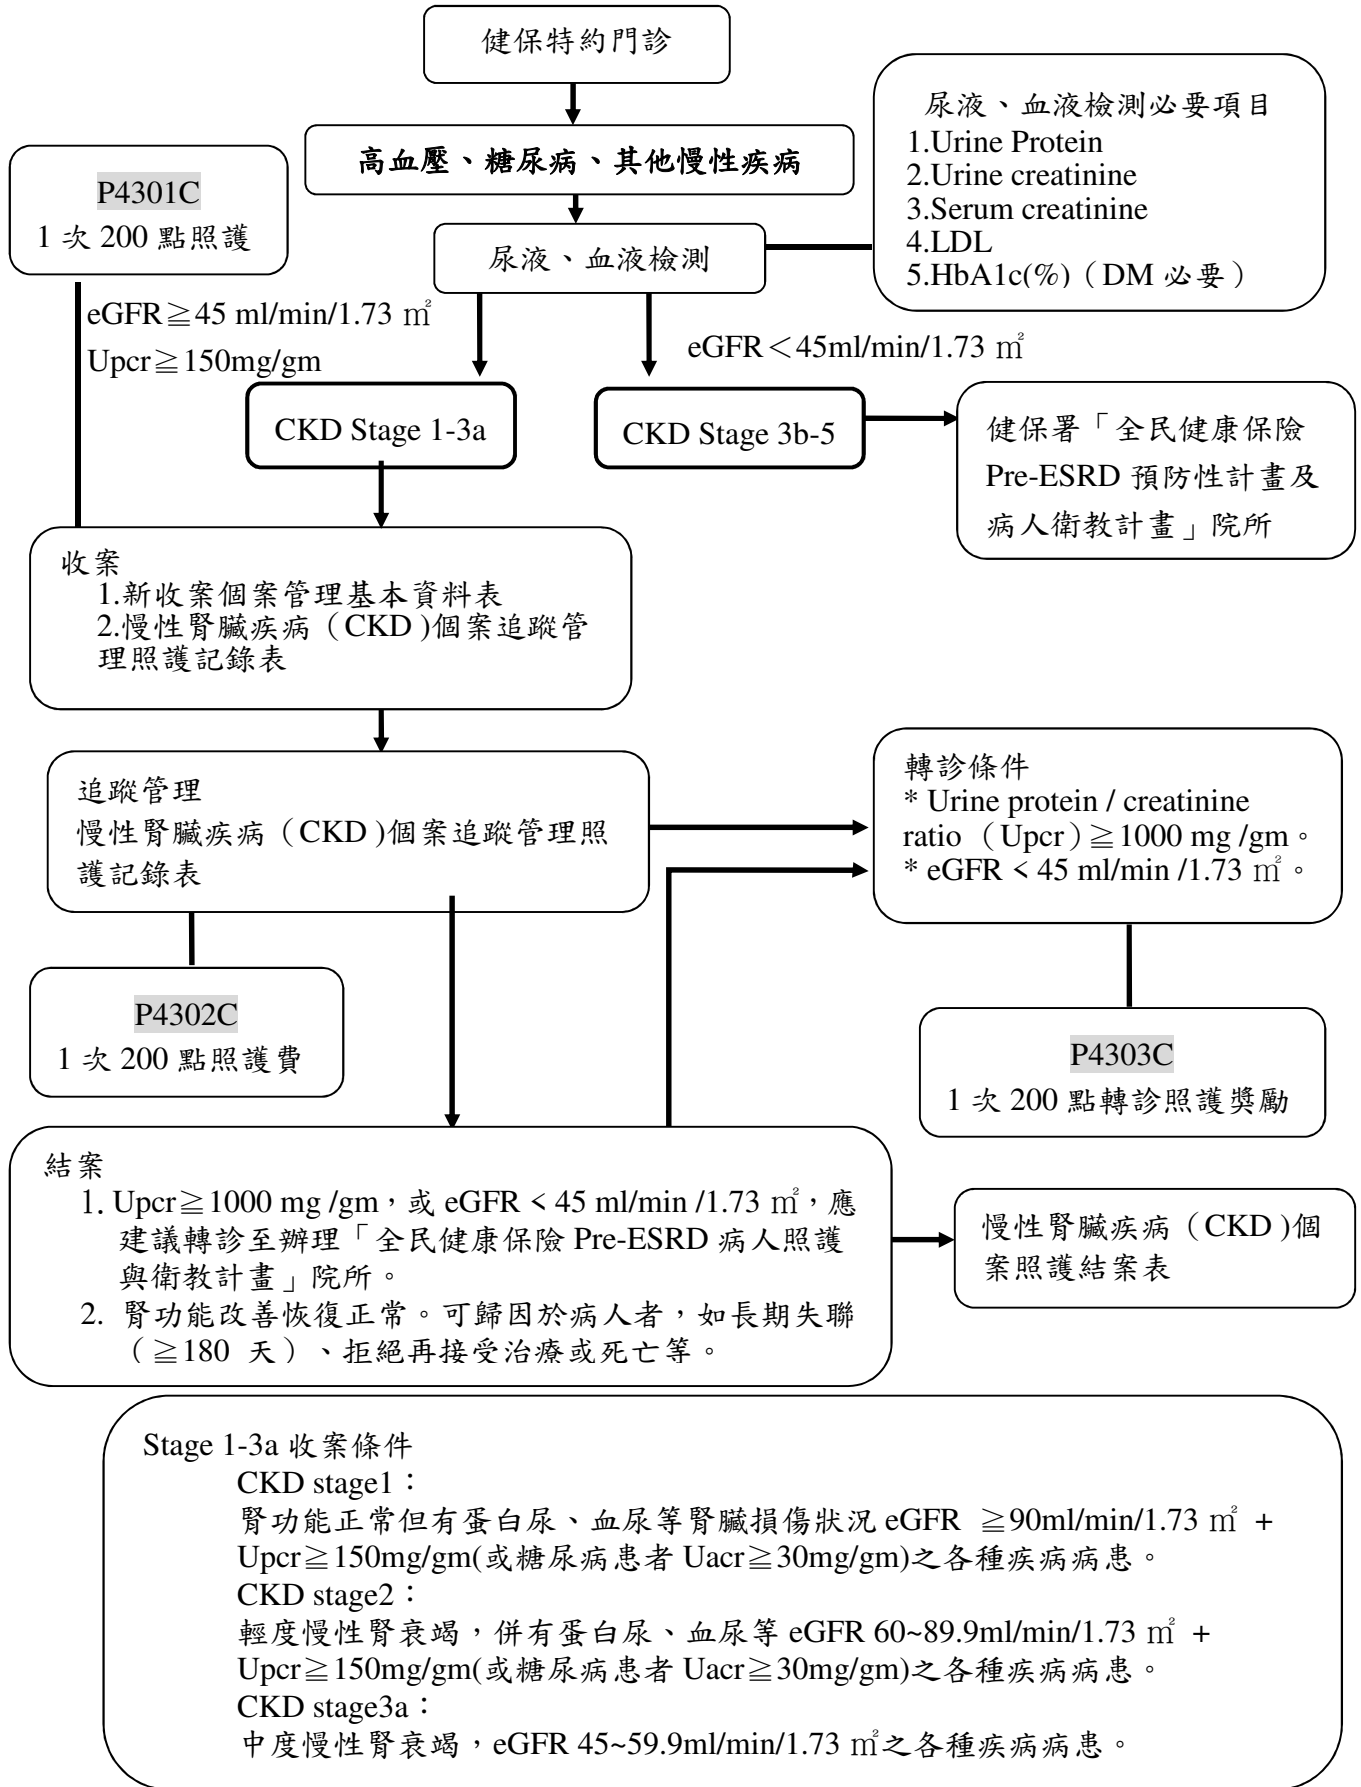 健保特約門診
尿液、血液檢測必要項目
1.Urine Protein
2.Urine creatinine
3.Serum creatinine
4.LDL
5.HbA1c(%)（DM 必要）
高血壓、糖尿病、其他慢性疾病
P4301C
1 次 200 點照護
尿液、血液檢測
eGFR≧45 ml/min/1.73 ㎡
Upcr≧150mg/gm
eGFR＜45ml/min/1.73 ㎡
CKD Stage 1-3a
CKD Stage 3b-5
健保署「全民健康保險
Pre-ESRD 預防性計畫及
病人衛教計畫」院所
收案
1.新收案個案管理基本資料表
2.慢性腎臟疾病（CKD)個案追蹤管
理照護記錄表
追蹤管理
慢性腎臟疾病（CKD)個案追蹤管理照
護記錄表
轉診條件
* Urine protein / creatinine
ratio （Upcr）≧1000 mg /gm。
* eGFR < 45 ml/min /1.73 ㎡。
P4302C
1 次 200 點照護費
P4303C
1 次 200 點轉診照護獎勵
結案
1. Upcr≧1000 mg /gm，或 eGFR < 45 ml/min /1.73 ㎡，應
建議轉診至辦理「全民健康保險 Pre-ESRD 病人照護
與衛教計畫」院所。
2. 腎功能改善恢復正常。可歸因於病人者，如長期失聯
（≧180 天）、拒絕再接受治療或死亡等。
慢性腎臟疾病（CKD)個
案照護結案表
Stage 1-3a 收案條件
CKD stage1：
腎功能正常但有蛋白尿、血尿等腎臟損傷狀況 eGFR ≧90ml/min/1.73 ㎡ +
Upcr≧150mg/gm(或糖尿病患者 Uacr≧30mg/gm)之各種疾病病患。
CKD stage2：
輕度慢性腎衰竭，併有蛋白尿、血尿等 eGFR 60~89.9ml/min/1.73 ㎡ +
Upcr≧150mg/gm(或糖尿病患者 Uacr≧30mg/gm)之各種疾病病患。
CKD stage3a：
中度慢性腎衰竭，eGFR 45~59.9ml/min/1.73 ㎡之各種疾病病患。